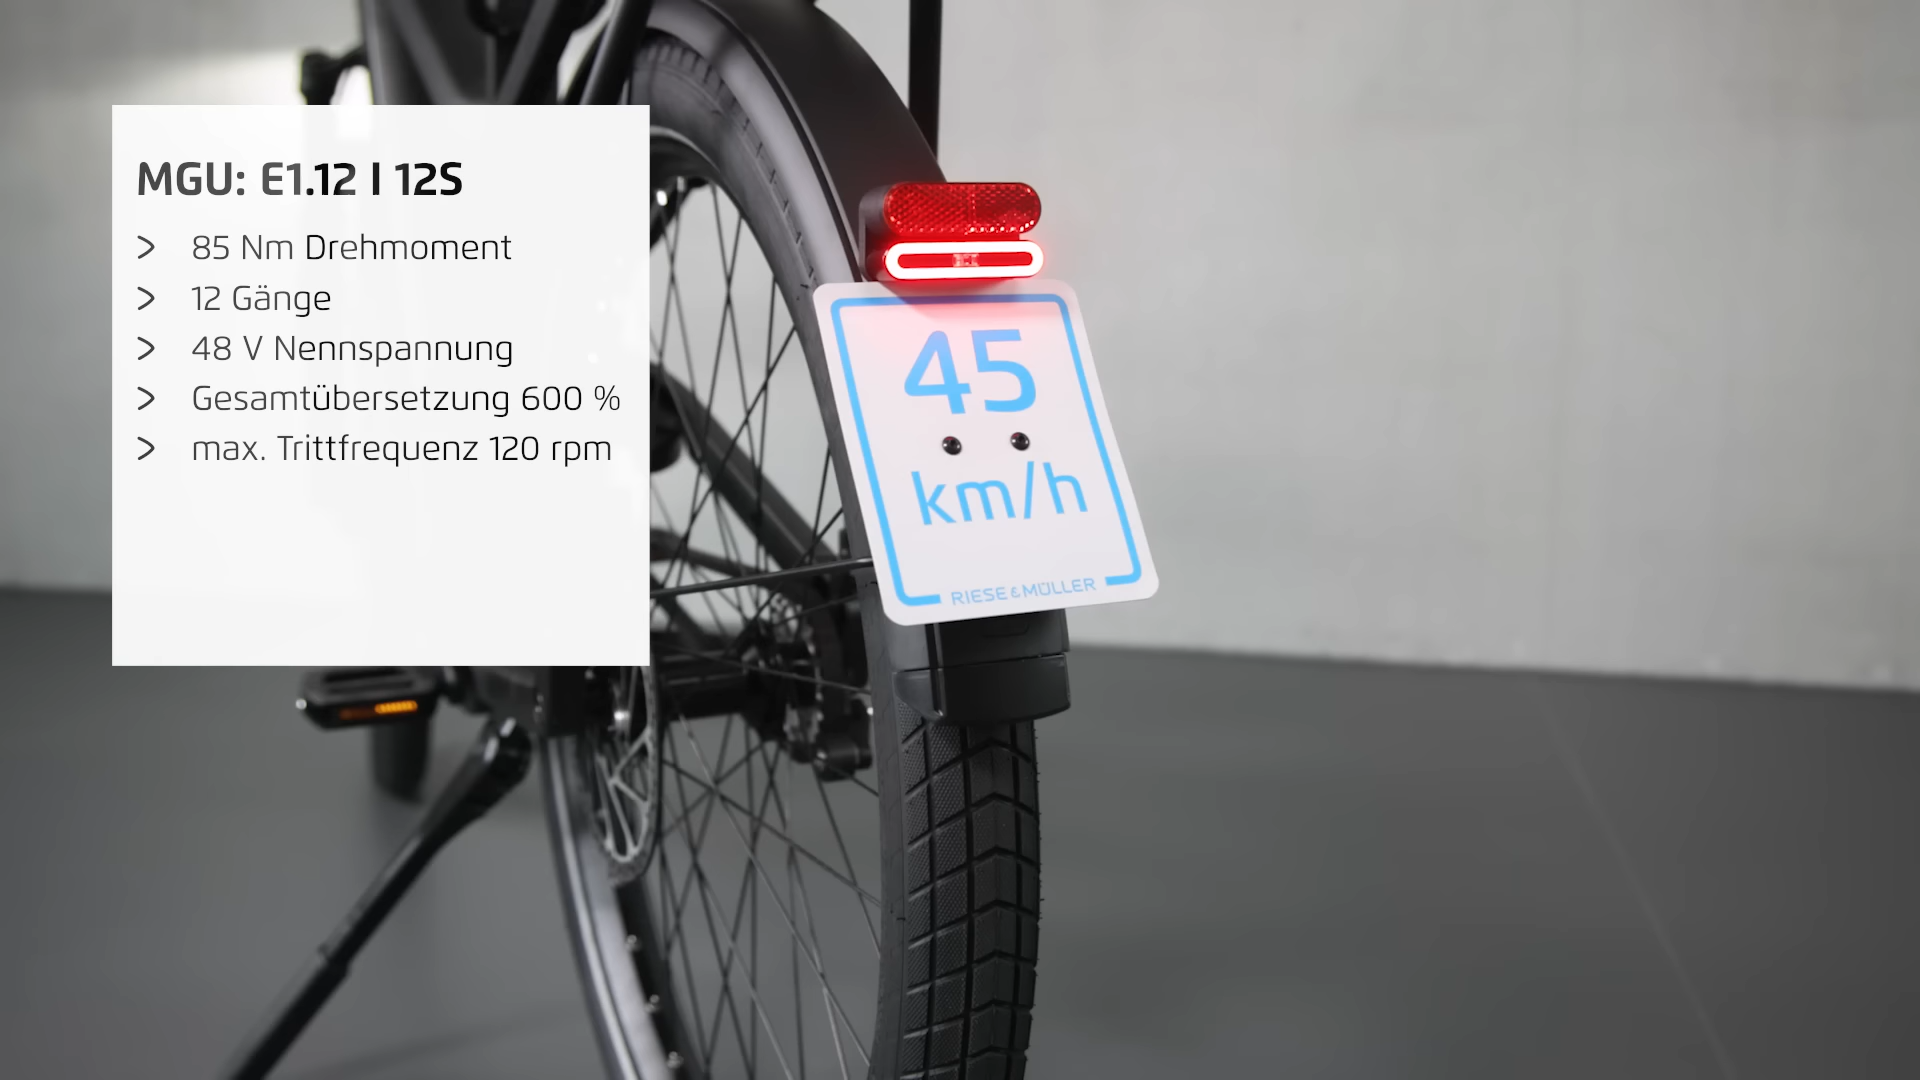 MGU: E1.12 I 12S
> 85 Nm Drehmoment
> 12 Gänge
> 48 V Nennspannung
> Gesamtübersetzung 600 %
> max. Trittfrequenz 120 rpm
45
km/h
RIESE & MÜLLER